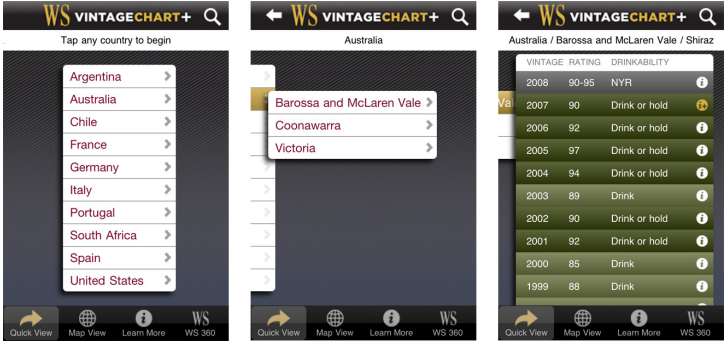 WS VINTAGECHART+
Tap any country to begin
Argentina
Australia
Chile
France
Germany
Italy
Portugal
South Africa
Spain
United States
Quick View Map View Learn More WS 360
WS
WS VINTAGECHART+
Australia
Barossa and McLaren Vale
Coonawarra
Victoria
Quick View Map View Learn More WS 360
WS
WS VINTAGECHART+
Australia / Barossa and McLaren Vale / Shiraz
VINTAGE RATING DRINKABILITY
2008 90-95 NYR
Val 2007 90 Drink or hold
2006 92 Drink or hold
2005 97 Drink or hold
2004 94 Drink or hold
2003 89 Drink
2002 90 Drink or hold
2001 92 Drink or hold
2000 85 Drink
1999 88 Drink
Quick View Map View Learn More WS 360
WS